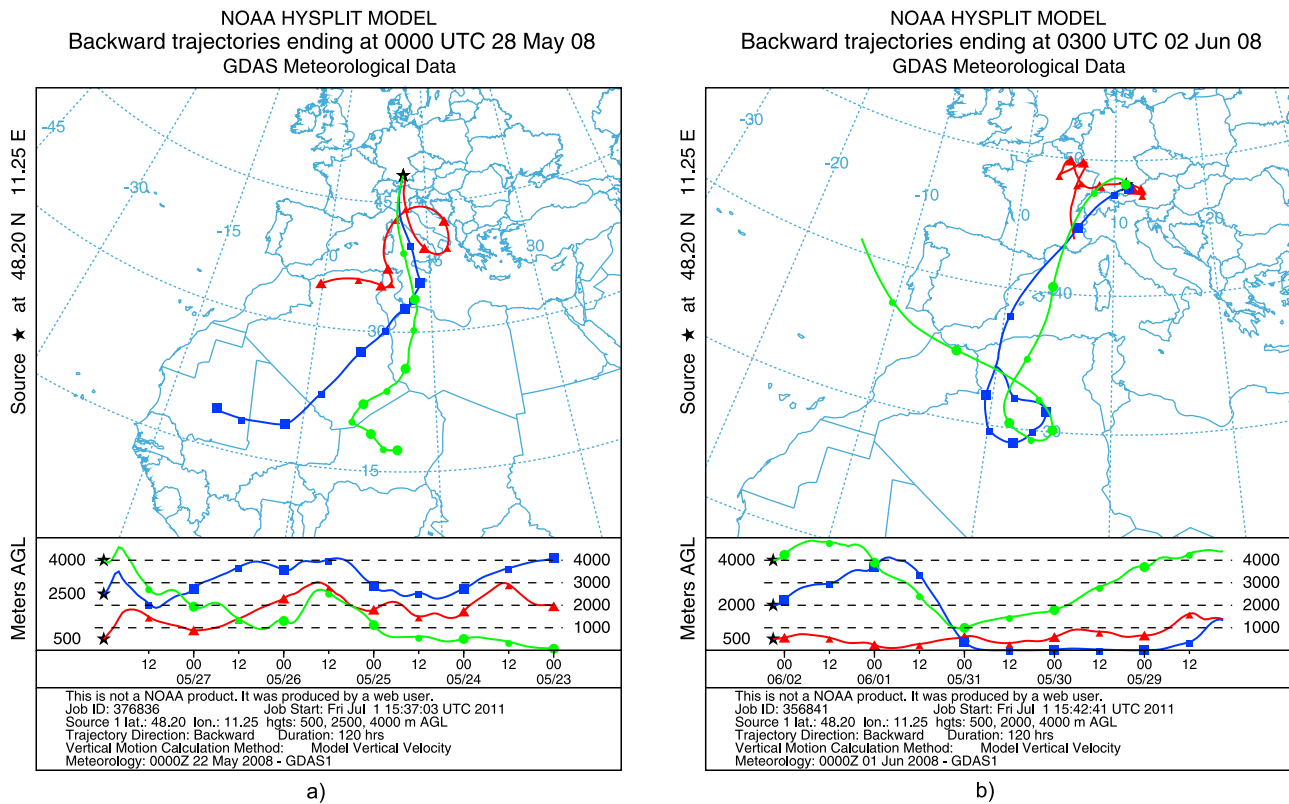 NOAA HYSPLIT MODEL
Backward trajectories ending at 0000 UTC 28 May 08
GDAS Meteorological Data
Source ★ at 48.20 N 11.25 E
-45
-30
-15
0
15
30
45
30
15
Meters AGL
4000
2500
500
4000
3000
2000
1000
12 00 12 00 12 00 12 00 12 00
05/27 05/26 05/25 05/24 05/23
This is not a NOAA product. It was produced by a web user.
Job ID: 376836 Job Start: Fri Jul 1 15:37:03 UTC 2011
Source 1 lat.: 48.20 lon.: 11.25 hgts: 500, 2500, 4000 m AGL
Trajectory Direction: Backward Duration: 120 hrs
Vertical Motion Calculation Method: Model Vertical Velocity
Meteorology: 0000Z 22 May 2008 - GDAS1
a)
NOAA HYSPLIT MODEL
Backward trajectories ending at 0300 UTC 02 Jun 08
GDAS Meteorological Data
Source ★ at 48.20 N 11.25 E
-30
-20
-10
0
10
20
50
40
30
Meters AGL
4000
2000
500
4000
3000
2000
1000
00 12 00 12 00 12 00 12 00 12
06/02 06/01 05/31 05/30 05/29
This is not a NOAA product. It was produced by a web user.
Job ID: 356841 Job Start: Fri Jul 1 15:42:41 UTC 2011
Source 1 lat.: 48.20 lon.: 11.25 hgts: 500, 2000, 4000 m AGL
Trajectory Direction: Backward Duration: 120 hrs
Vertical Motion Calculation Method: Model Vertical Velocity
Meteorology: 0000Z 01 Jun 2008 - GDAS1
b)